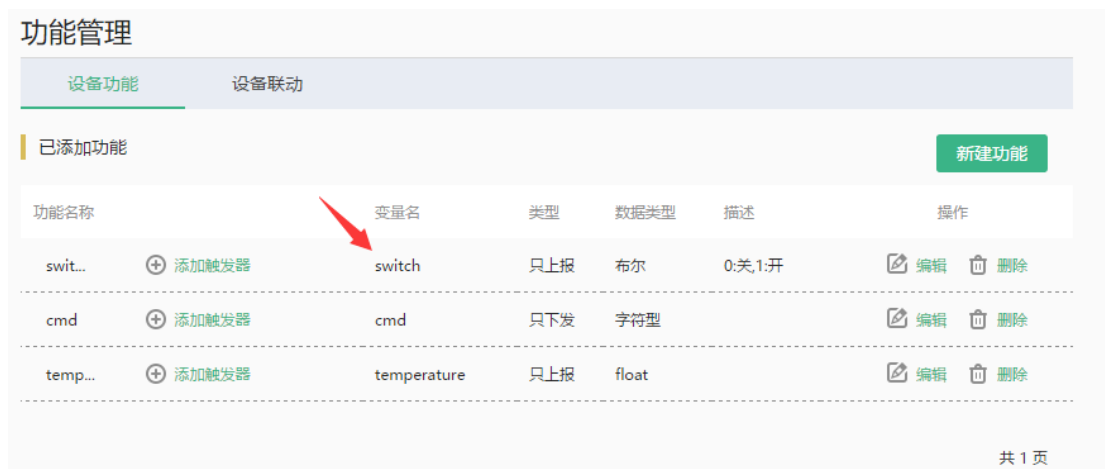 功能管理
设备功能 设备联动
已添加功能 新建功能
功能名称 变量名 类型 数据类型 描述 操作
swit... 添加触发器 switch 只上报 布尔 0:关,1:开 编辑 删除
cmd 添加触发器 cmd 只下发 字符型 编辑 删除
temp... 添加触发器 temperature 只上报 float 编辑 删除
共 1 页